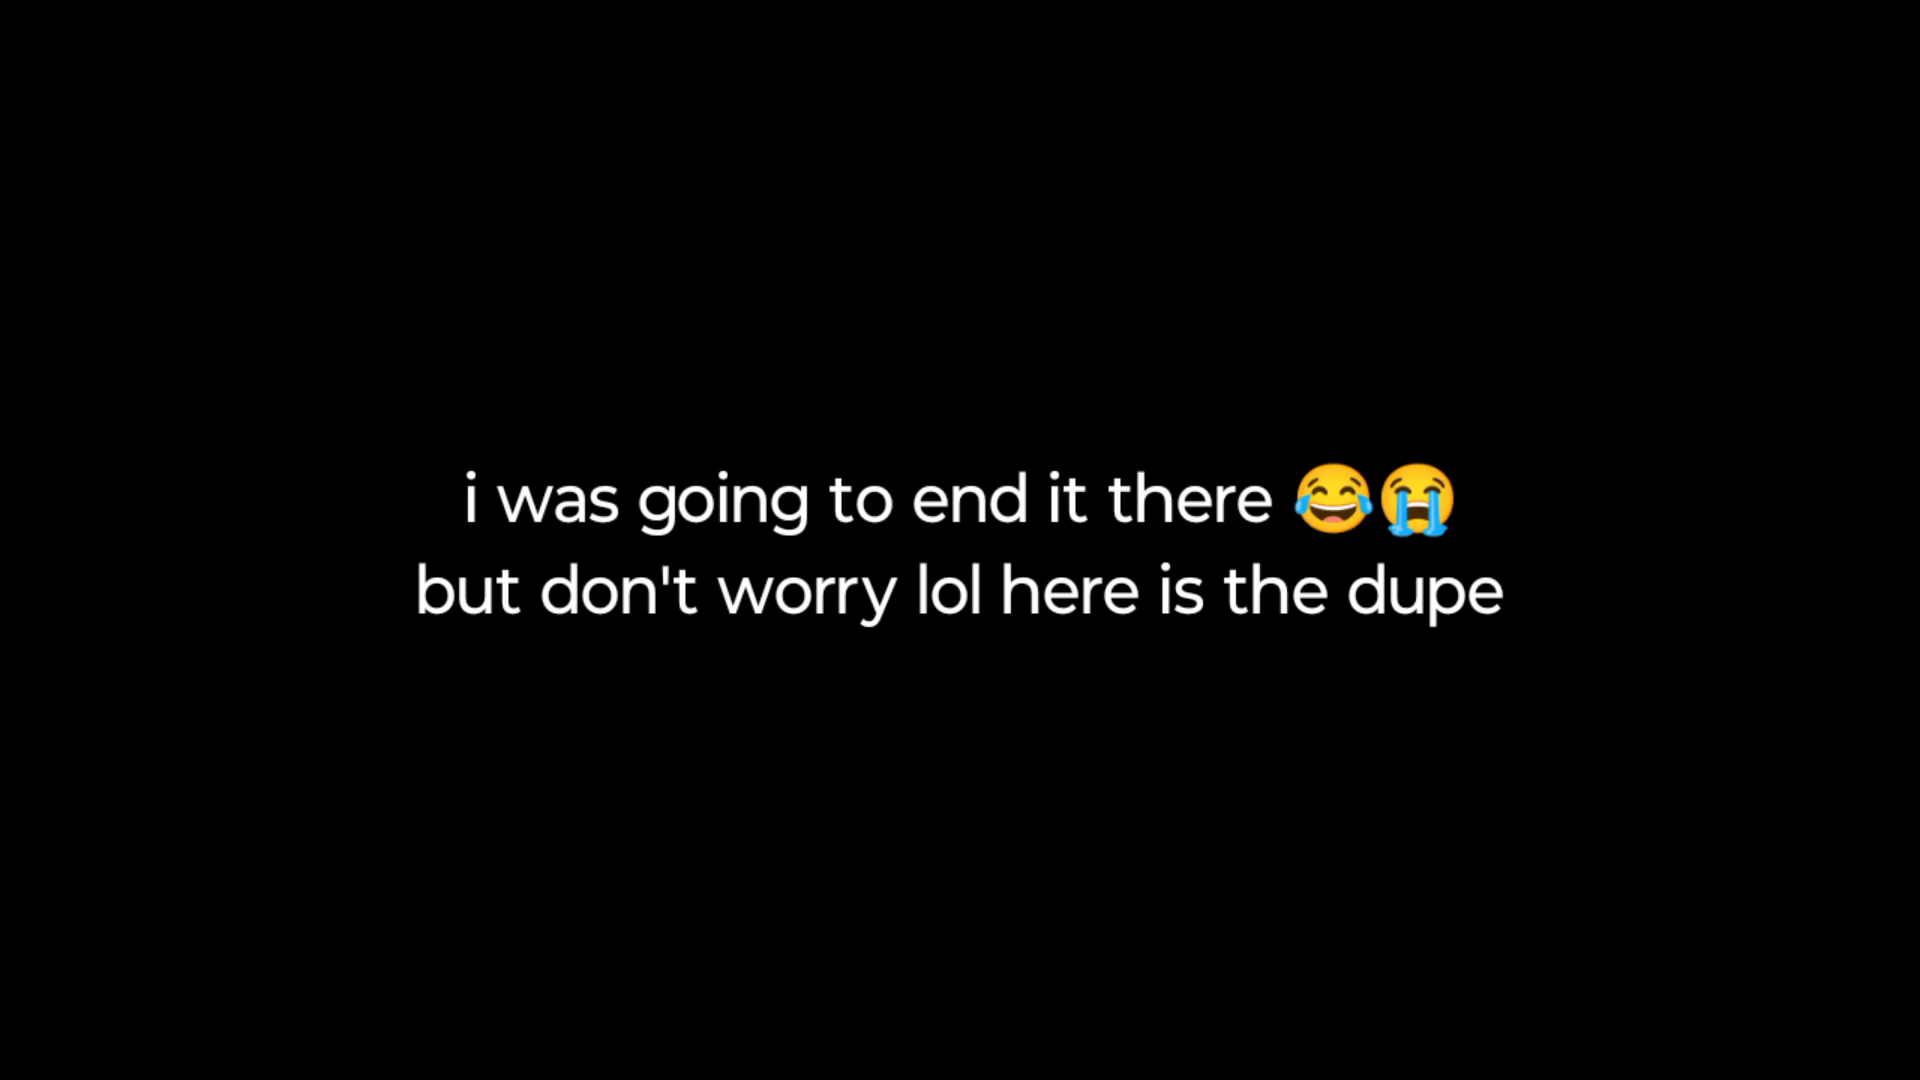 i was going to end it there 😂😭
but don't worry lol here is the dupe